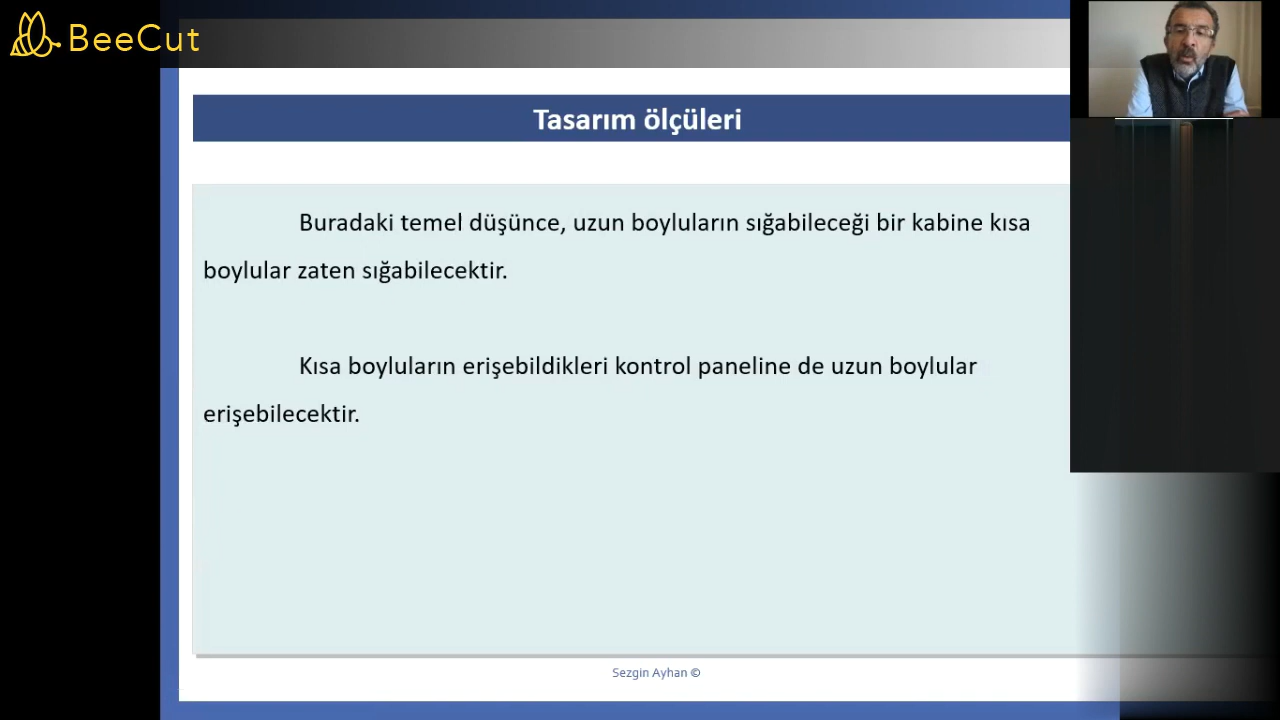 BeeCut
Tasarım ölçüleri
Buradaki temel düşünce, uzun boyluların sığabileceği bir kabine kısa
boylular zaten sığabilecektir.
Kısa boyluların erişebildikleri kontrol paneline de uzun boylular
erişebilecektir.
Sezgin Ayhan ©